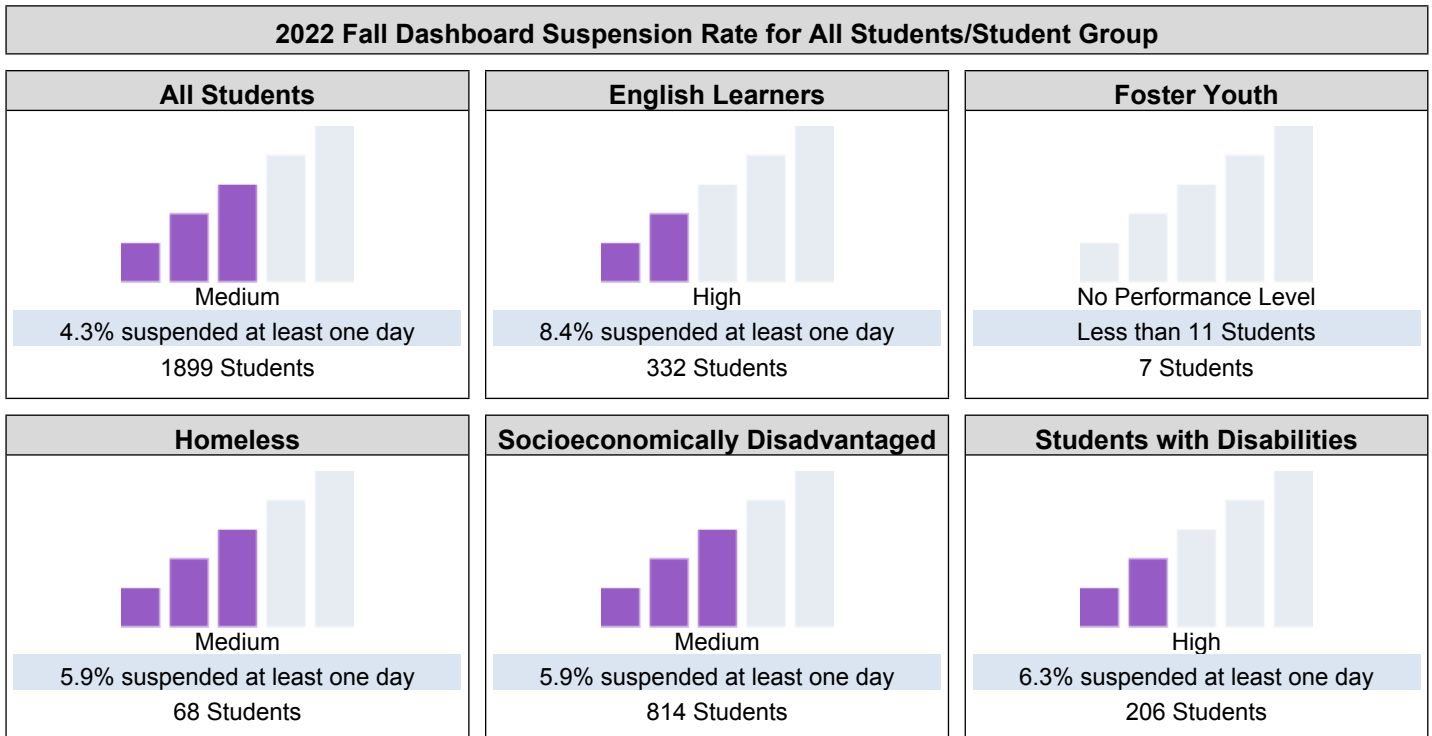 2022 Fall Dashboard Suspension Rate for All Students/Student Group
All Students
Medium
4.3% suspended at least one day
1899 Students
English Learners
High
8.4% suspended at least one day
332 Students
Foster Youth
No Performance Level
Less than 11 Students
7 Students
Homeless
Medium
5.9% suspended at least one day
68 Students
Socioeconomically Disadvantaged
Medium
5.9% suspended at least one day
814 Students
Students with Disabilities
High
6.3% suspended at least one day
206 Students